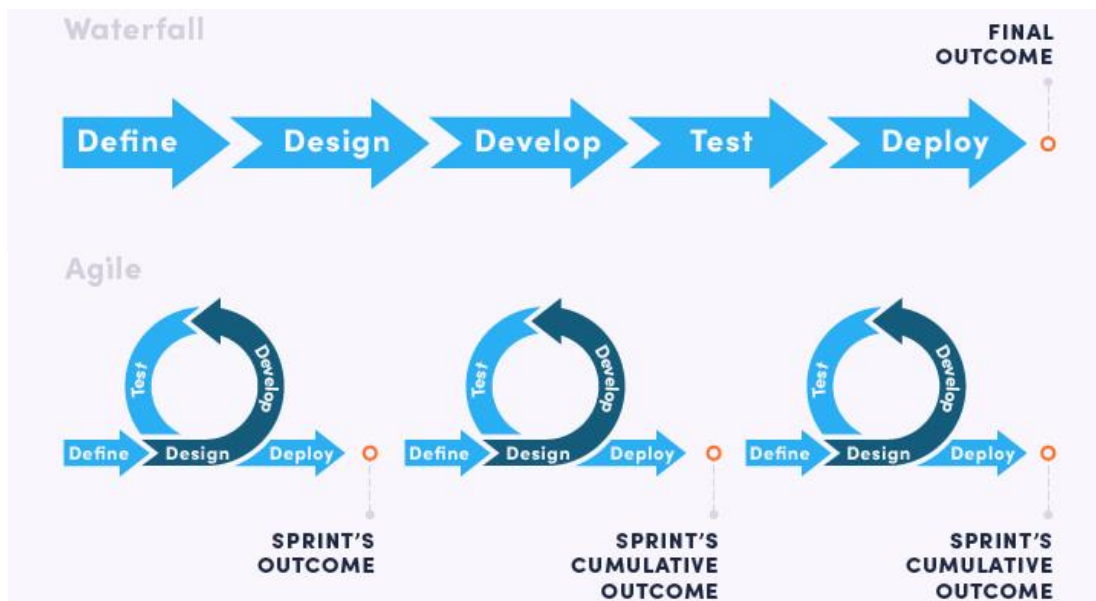 Waterfall
FINAL
OUTCOME
Define
Design
Develop
Test
Deploy
Agile
Test
Develop
Define
Design
Deploy
SPRINT'S
OUTCOME
Test
Develop
Define
Design
Deploy
SPRINT'S
CUMULATIVE
OUTCOME
Test
Develop
Define
Design
Deploy
SPRINT'S
CUMULATIVE
OUTCOME